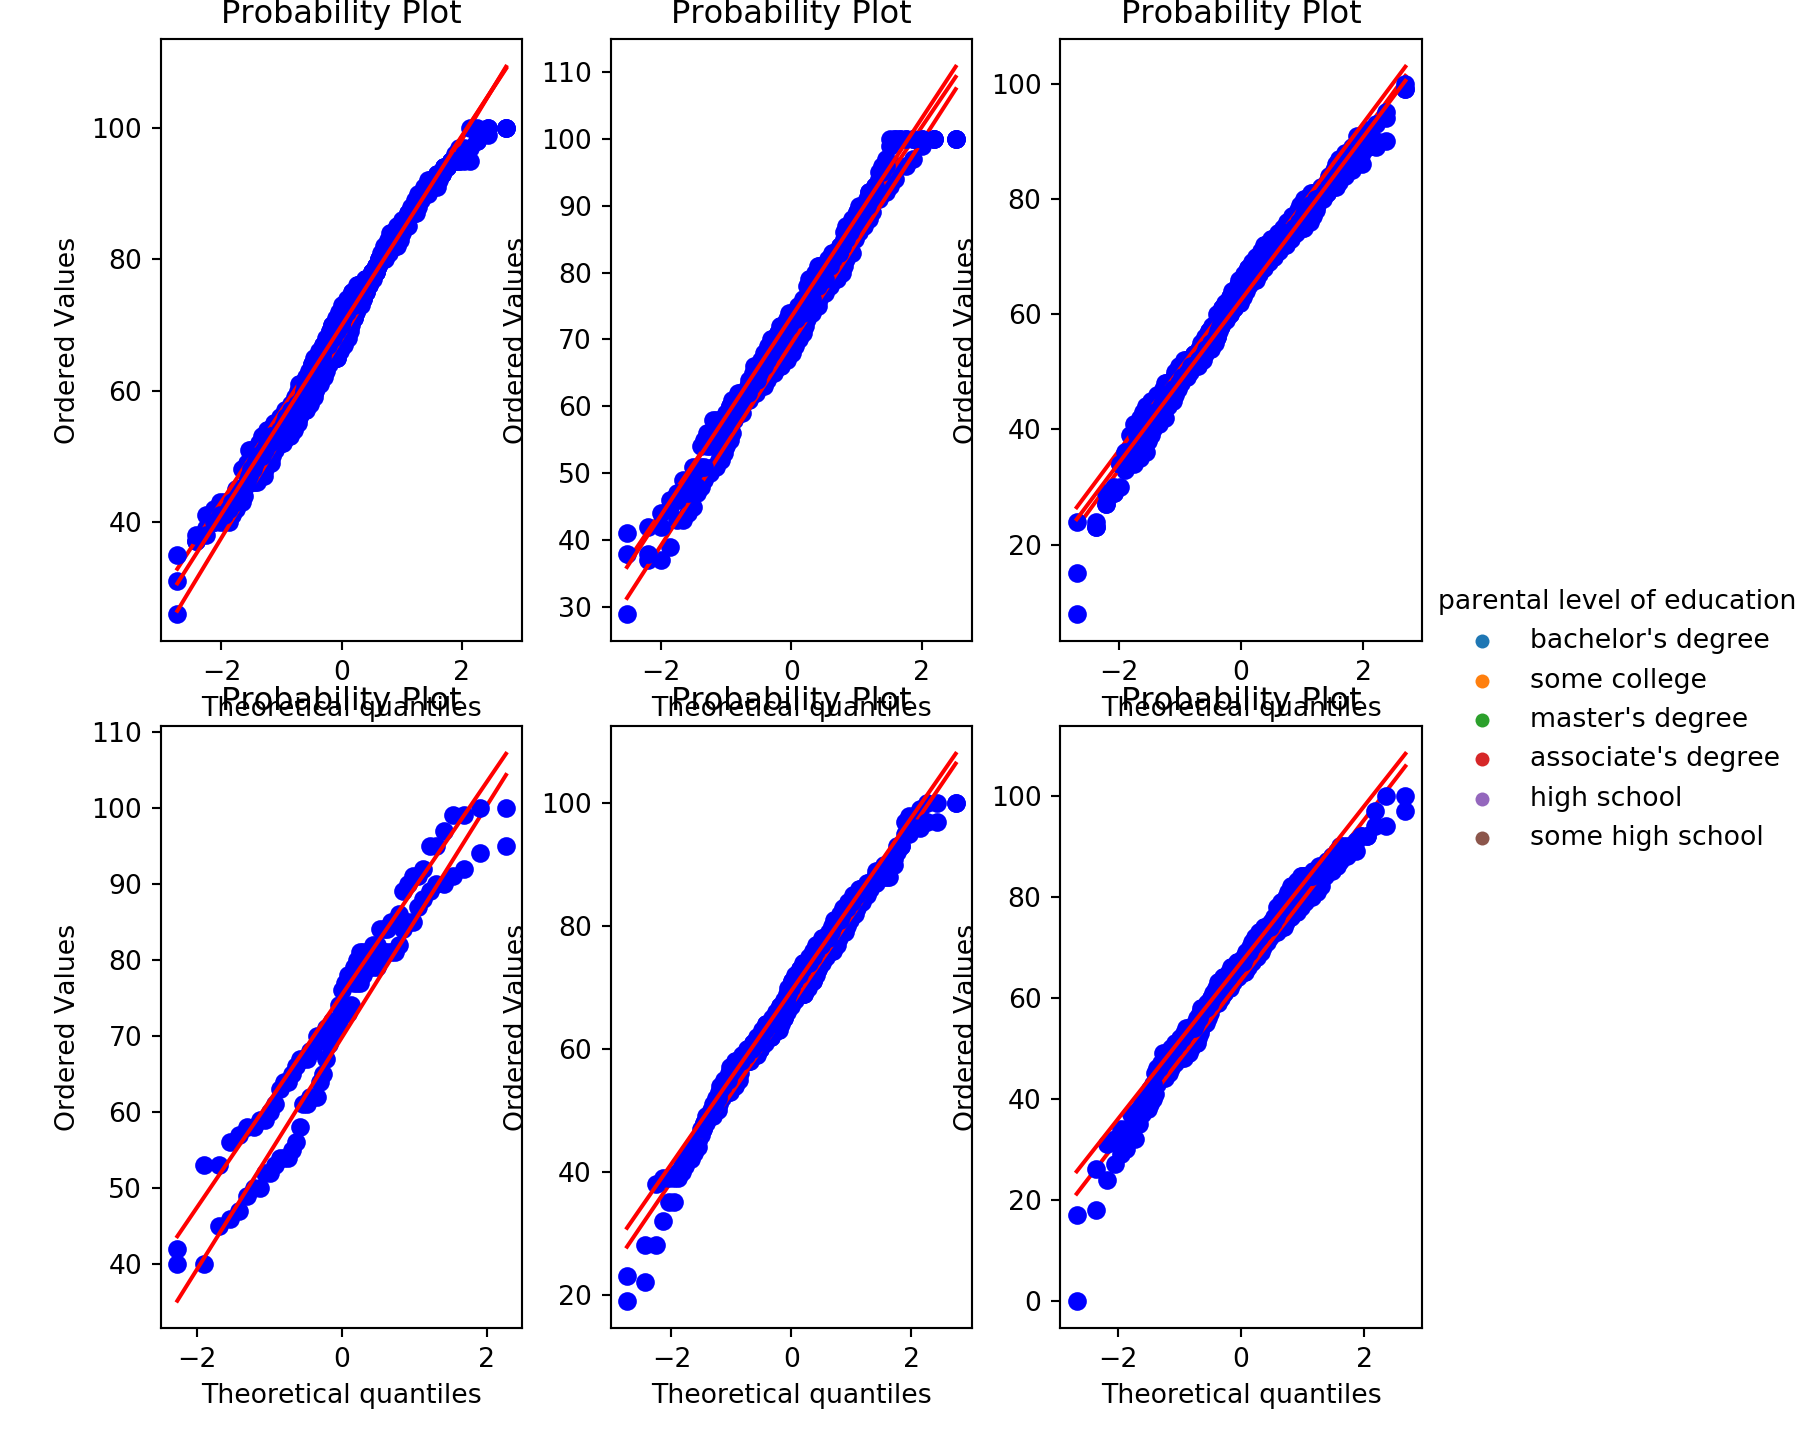 Probability Plot
Probability Plot
Probability Plot
Ordered Values
100
80
60
40
−2
0
2
Theoretical quantiles
Ordered Values
110
100
90
80
70
60
50
40
30
−2
0
2
Theoretical quantiles
Ordered Values
100
80
60
40
20
−2
0
2
Theoretical quantiles
Probability Plot
Probability Plot
Probability Plot
Ordered Values
110
100
90
80
70
60
50
40
−2
0
2
Theoretical quantiles
Ordered Values
100
80
60
40
20
−2
0
2
Theoretical quantiles
Ordered Values
100
80
60
40
20
0
−2
0
2
Theoretical quantiles
parental level of education
bachelor's degree
some college
master's degree
associate's degree
high school
some high school